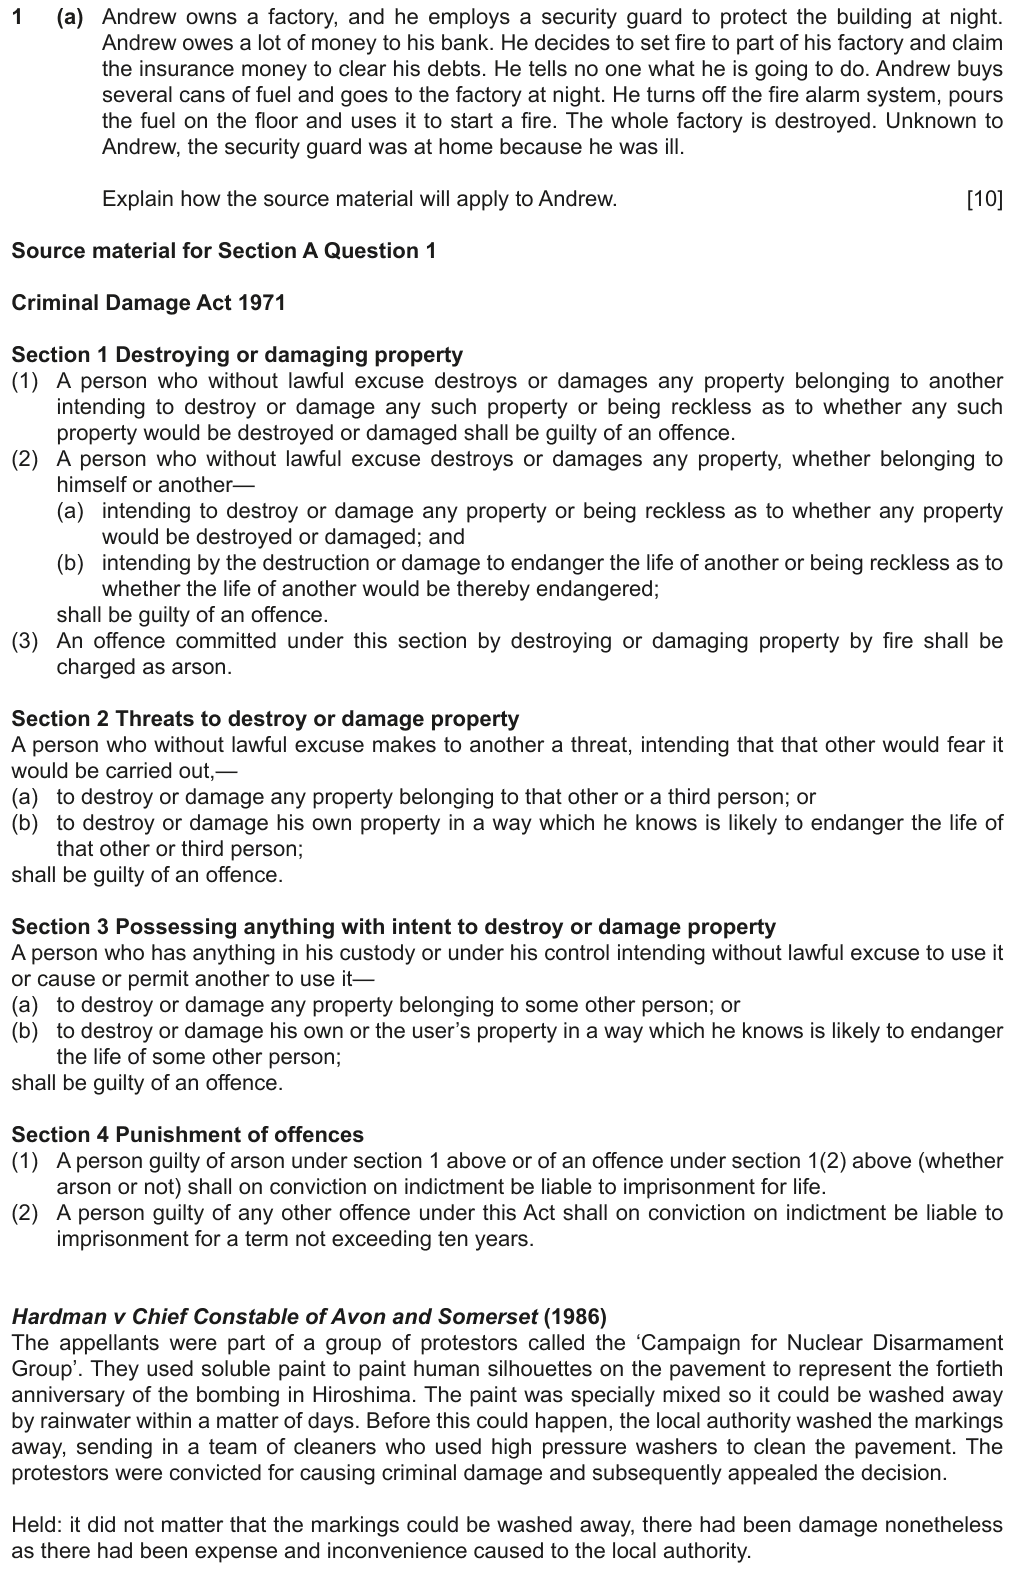 1 (a) Andrew owns a factory, and he employs a security guard to protect the building at night.
Andrew owes a lot of money to his bank. He decides to set fire to part of his factory and claim
the insurance money to clear his debts. He tells no one what he is going to do. Andrew buys
several cans of fuel and goes to the factory at night. He turns off the fire alarm system, pours
the fuel on the floor and uses it to start a fire. The whole factory is destroyed. Unknown to
Andrew, the security guard was at home because he was ill.
Explain how the source material will apply to Andrew. [10]
Source material for Section A Question 1
Criminal Damage Act 1971
Section 1 Destroying or damaging property
(1) A person who without lawful excuse destroys or damages any property belonging to another
intending to destroy or damage any such property or being reckless as to whether any such
property would be destroyed or damaged shall be guilty of an offence.
(2) A person who without lawful excuse destroys or damages any property, whether belonging to
himself or another—
(a) intending to destroy or damage any property or being reckless as to whether any property
would be destroyed or damaged; and
(b) intending by the destruction or damage to endanger the life of another or being reckless as to
whether the life of another would be thereby endangered;
shall be guilty of an offence.
(3) An offence committed under this section by destroying or damaging property by fire shall be
charged as arson.
Section 2 Threats to destroy or damage property
A person who without lawful excuse makes to another a threat, intending that that other would fear it
would be carried out,—
(a) to destroy or damage any property belonging to that other or a third person; or
(b) to destroy or damage his own property in a way which he knows is likely to endanger the life of
that other or third person;
shall be guilty of an offence.
Section 3 Possessing anything with intent to destroy or damage property
A person who has anything in his custody or under his control intending without lawful excuse to use it
or cause or permit another to use it—
(a) to destroy or damage any property belonging to some other person; or
(b) to destroy or damage his own or the user's property in a way which he knows is likely to endanger
the life of some other person;
shall be guilty of an offence.
Section 4 Punishment of offences
(1) A person guilty of arson under section 1 above or of an offence under section 1(2) above (whether
arson or not) shall on conviction on indictment be liable to imprisonment for life.
(2) A person guilty of any other offence under this Act shall on conviction on indictment be liable to
imprisonment for a term not exceeding ten years.
Hardman v Chief Constable of Avon and Somerset (1986)
The appellants were part of a group of protestors called the 'Campaign for Nuclear Disarmament
Group'. They used soluble paint to paint human silhouettes on the pavement to represent the fortieth
anniversary of the bombing in Hiroshima. The paint was specially mixed so it could be washed away
by rainwater within a matter of days. Before this could happen, the local authority washed the markings
away, sending in a team of cleaners who used high pressure washers to clean the pavement. The
protestors were convicted for causing criminal damage and subsequently appealed the decision.
Held: it did not matter that the markings could be washed away, there had been damage nonetheless
as there had been expense and inconvenience caused to the local authority.